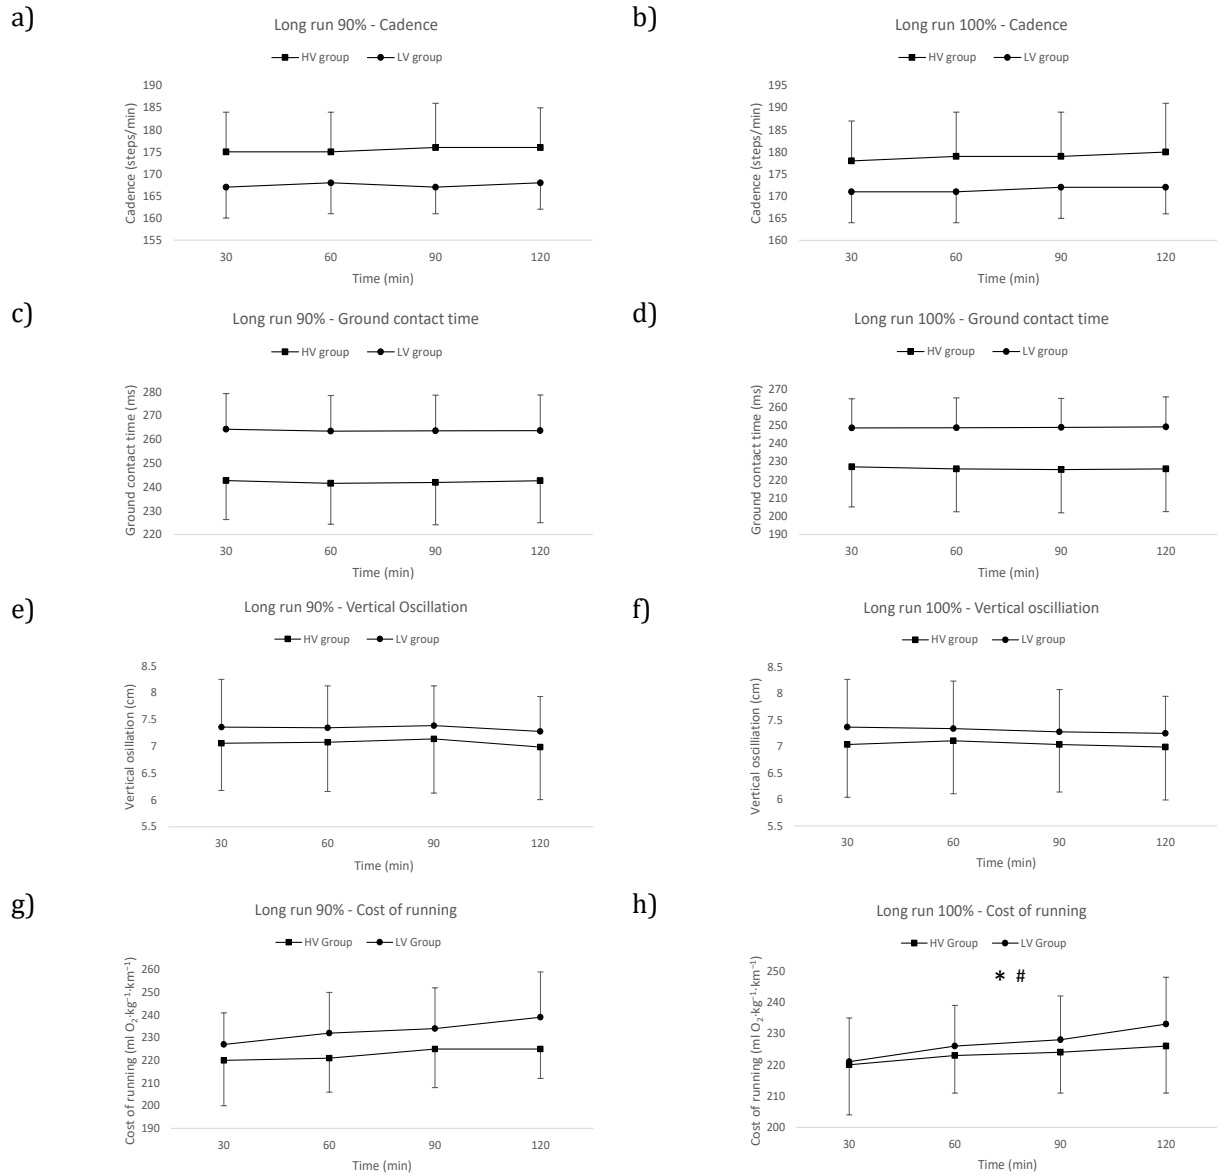 a)
Long run 90% - Cadence
HV group LV group
190
185
180
175
170
165
160
155
Cadence (steps/min)
30 60 90 120
Time (min)
b)
Long run 100% - Cadence
HV group LV group
195
190
185
180
175
170
165
160
Cadence (steps/min)
30 60 90 120
Time (min)
c)
Long run 90% - Ground contact time
HV group LV group
280
270
260
250
240
230
220
Ground contact time (ms)
30 60 90 120
Time (min)
d)
Long run 100% - Ground contact time
HV group LV group
270
260
250
240
230
220
210
200
190
Ground contact time (ms)
30 60 90 120
Time (min)
e)
Long run 90% - Vertical Oscillation
HV group LV group
8.5
8
7.5
7
6.5
6
5.5
Vertical osillation (cm)
30 60 90 120
Time (min)
f)
Long run 100% - Vertical oscilliation
HV group LV group
8.5
8
7.5
7
6.5
6
5.5
Vertical oscilliation (cm)
30 60 90 120
Time (min)
g)
Long run 90% - Cost of running
HV Group LV Group
260
250
240
230
220
210
200
190
Cost of running (ml O₂·kg⁻¹·km⁻¹)
30 60 90 120
Time (min)
h)
Long run 100% - Cost of running
HV Group LV Group
* #
250
240
230
220
210
200
Cost of running (ml O₂·kg⁻¹·km⁻¹)
30 60 90 120
Time (min)